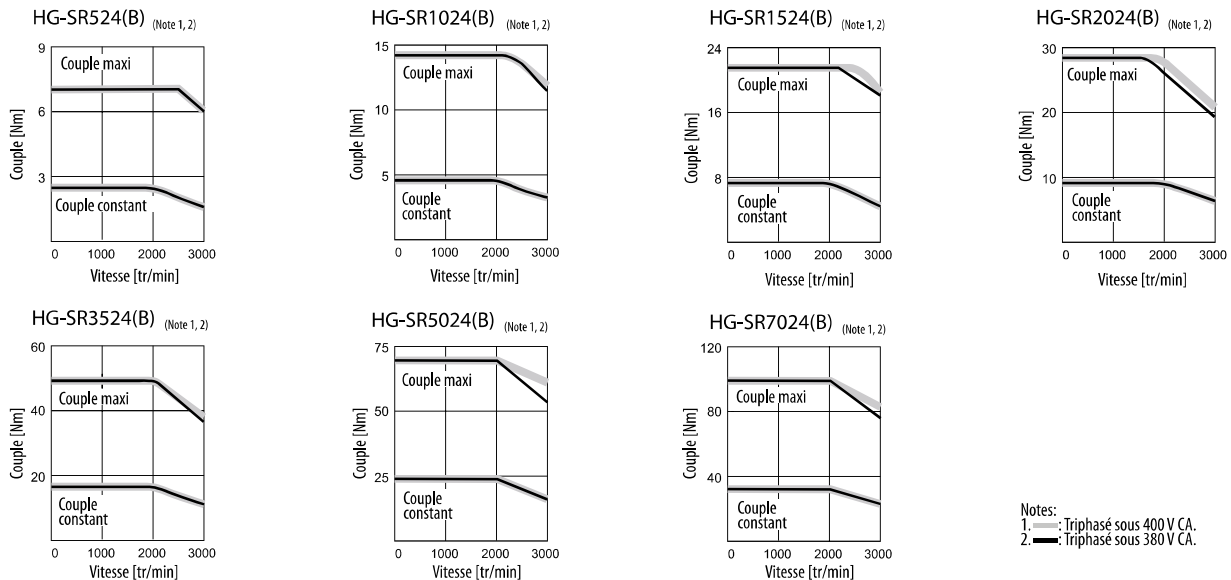 HG-SR524(B) (Note 1, 2)
9
6
3
Couple [Nm]
Couple maxi
Couple constant
0 1000 2000 3000
Vitesse [tr/min]
HG-SR1024(B) (Note 1, 2)
15
10
5
Couple [Nm]
Couple maxi
Couple
constant
0 1000 2000 3000
Vitesse [tr/min]
HG-SR1524(B) (Note 1, 2)
24
16
8
Couple [Nm]
Couple maxi
Couple
constant
0 1000 2000 3000
Vitesse [tr/min]
HG-SR2024(B) (Note 1, 2)
30
20
10
Couple [Nm]
Couple maxi
Couple
constant
0 1000 2000 3000
Vitesse [tr/min]
HG-SR3524(B) (Note 1, 2)
60
40
20
Couple [Nm]
Couple maxi
Couple
constant
0 1000 2000 3000
Vitesse [tr/min]
HG-SR5024(B) (Note 1, 2)
75
50
25
Couple [Nm]
Couple maxi
Couple
constant
0 1000 2000 3000
Vitesse [tr/min]
HG-SR7024(B) (Note 1, 2)
120
80
40
Couple [Nm]
Couple maxi
Couple
constant
0 1000 2000 3000
Vitesse [tr/min]
Notes:
1. : Triphasé sous 400 V CA.
2. : Triphasé sous 380 V CA.